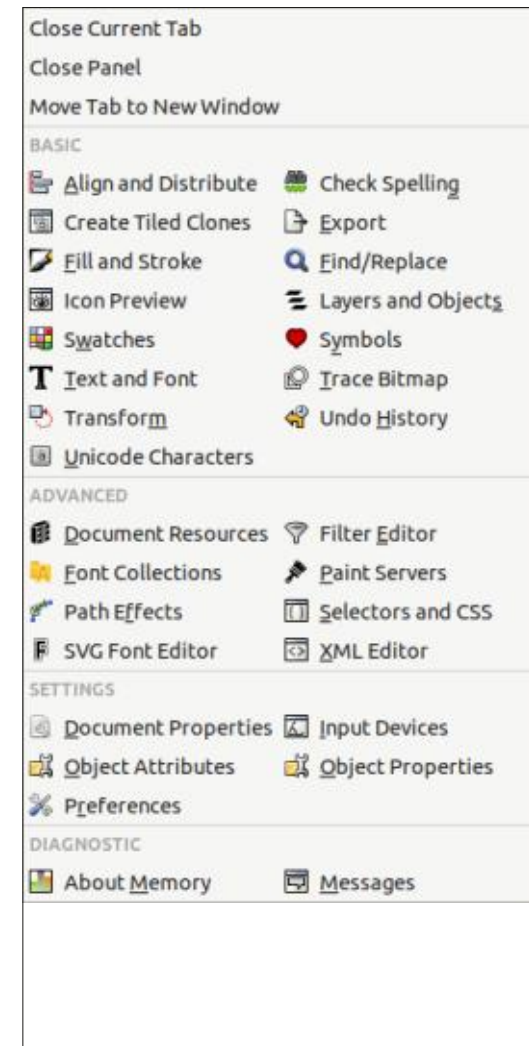 Close Current Tab
Close Panel
Move Tab to New Window
BASIC
Align and Distribute Check Spelling
Create Tiled Clones Export
Fill and Stroke Find/Replace
Icon Preview Layers and Objects
Swatches Symbols
Text and Font Trace Bitmap
Transform Undo History
Unicode Characters
ADVANCED
Document Resources Filter Editor
Font Collections Paint Servers
Path Effects Selectors and CSS
SVG Font Editor XML Editor
SETTINGS
Document Properties Input Devices
Object Attributes Object Properties
Preferences
DIAGNOSTIC
About Memory Messages